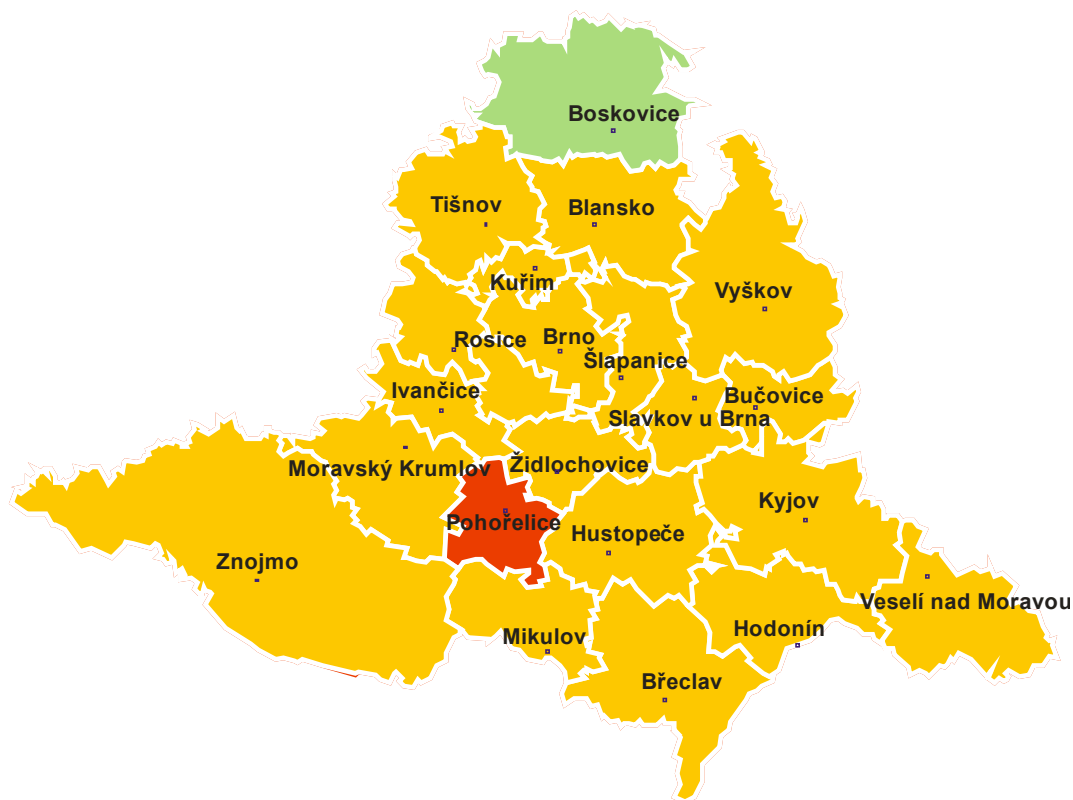 Boskovice
Tišnov
Blansko
Kuřim
Vyškov
Rosice
Brno
Šlapanice
Ivančice
Bučovice
Slavkov u Brna
Moravský Krumlov
Židlochovice
Kyjov
Pohořelice
Hustopeče
Znojmo
Veselí nad Moravou
Mikulov
Hodonín
Břeclav